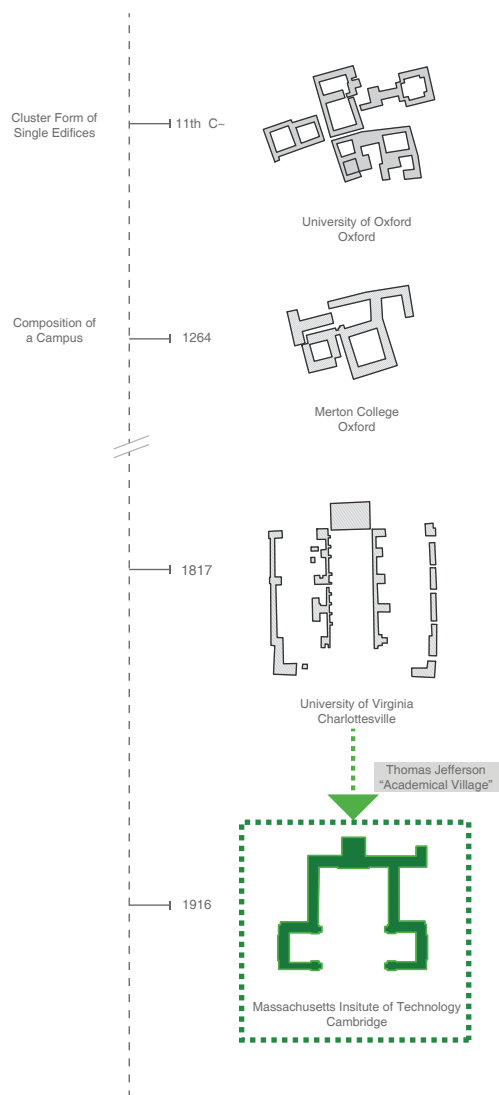 Cluster Form of
Single Edifices
11th C~
University of Oxford
Oxford
Composition of
a Campus
1264
Merton College
Oxford
1817
University of Virginia
Charlottesville
Thomas Jefferson
“Academical Village”
1916
Massachusetts Insitute of Technology
Cambridge